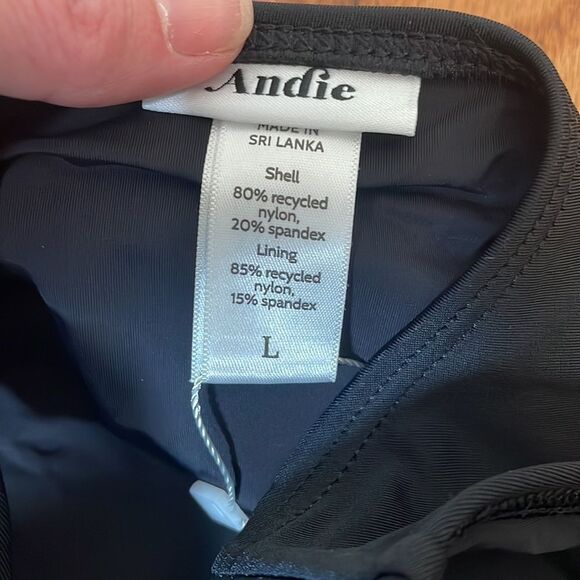 Andie
MADE IN
SRI LANKA
Shell
80% recycled
nylon,
20% spandex
Lining
85% recycled
nylon,
15% spandex
L